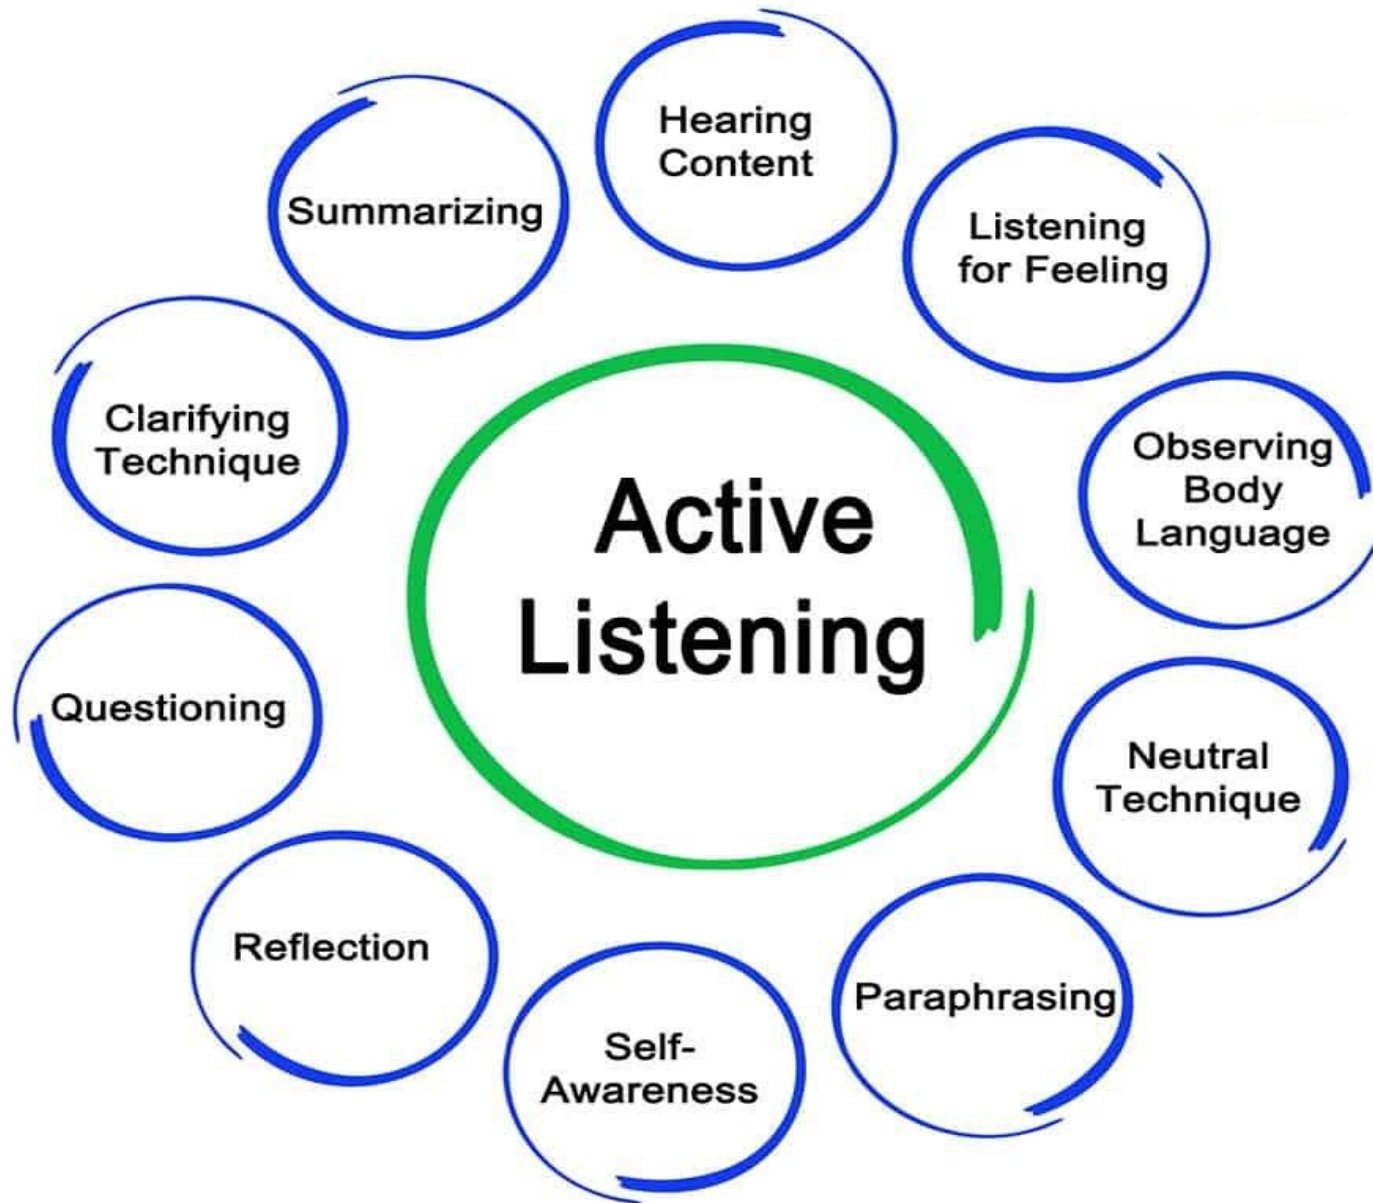 Active
Listening
Hearing
Content
Listening
for Feeling
Observing
Body
Language
Neutral
Technique
Paraphrasing
Self-
Awareness
Reflection
Questioning
Clarifying
Technique
Summarizing